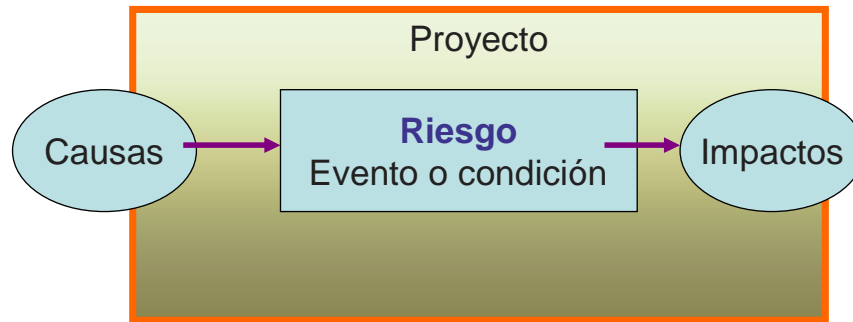 Proyecto
Causas
Riesgo
Evento o condición
Impactos